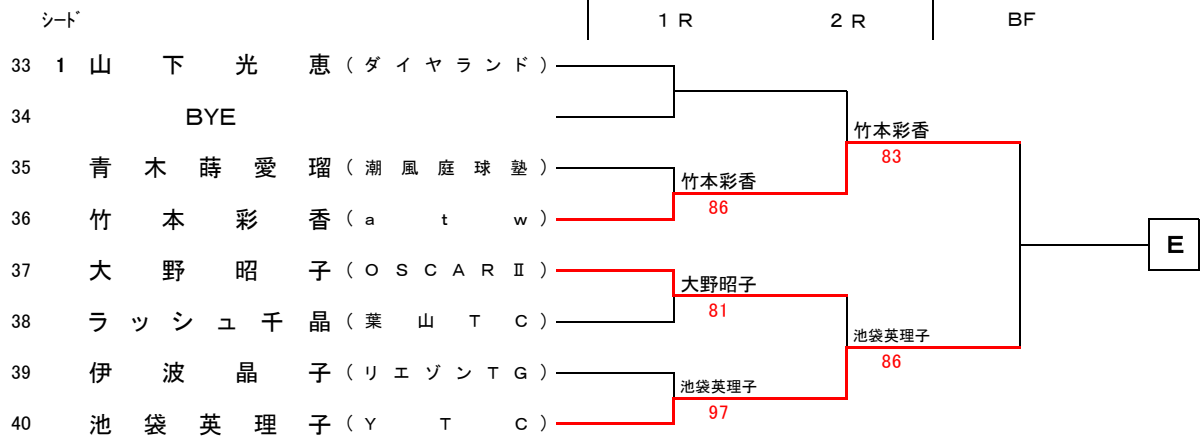 シード 1R 2R BF
33 1 山下光恵(ダイヤランド)
34 BYE
竹本彩香
83
35 青木蒔愛瑠(潮風庭球塾)
竹本彩香
86
36 竹本彩香(atw)
E
37 大野昭子(OSCARⅡ)
大野昭子
81
38 ラッシュ千晶(葉山TC)
池袋英理子
86
39 伊波晶子(リエゾンTG)
池袋英理子
97
40 池袋英理子(YTC)